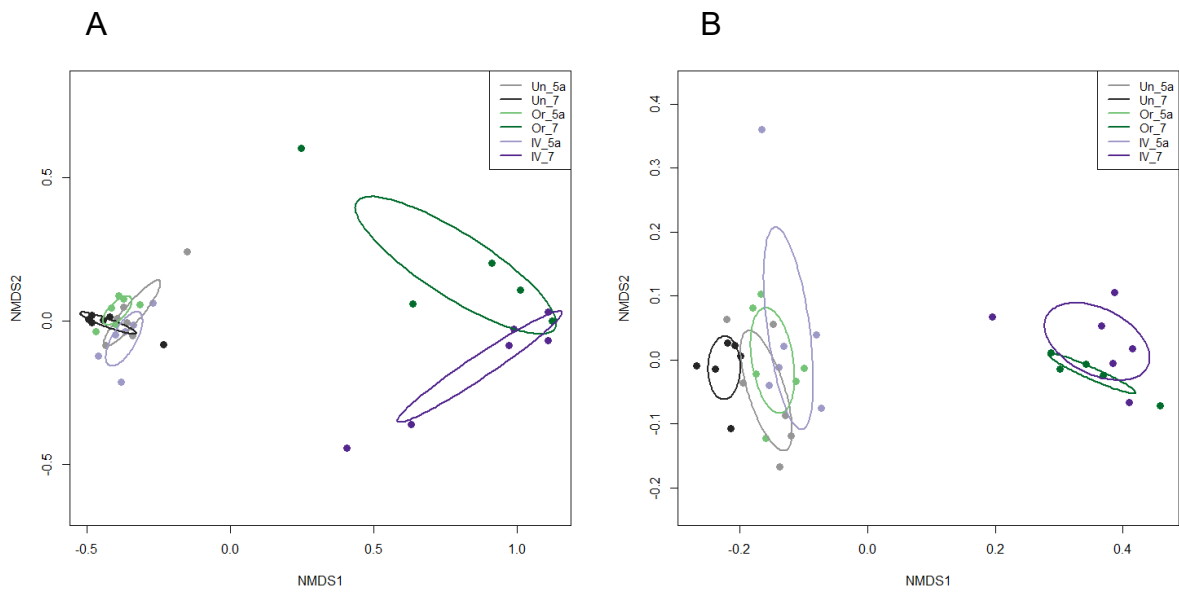 A
B
Un_5a
Un_7
Or_5a
Or_7
IV_5a
IV_7
0.5
0.0
-0.5
NMDS2
-0.5
0.0
0.5
1.0
NMDS1
Un_5a
Un_7
Or_5a
Or_7
IV_5a
IV_7
0.4
0.3
0.2
0.1
0.0
-0.1
-0.2
NMDS2
-0.2
0.0
0.2
0.4
NMDS1